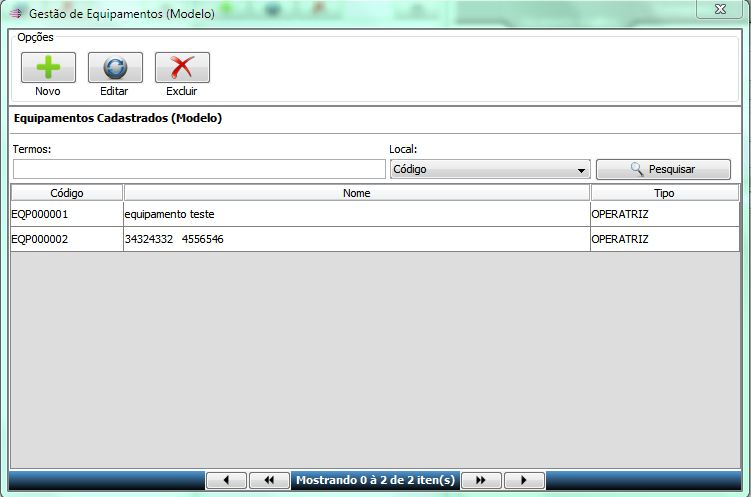 Gestão de Equipamentos (Modelo)
Opções
Novo Editar Excluir
Equipamentos Cadastrados (Modelo)
Termos: Local:
Código Pesquisar
Código Nome Tipo
EQP000001 equipamento teste OPERATRIZ
EQP000002 34324332 4556546 OPERATRIZ
Mostrando 0 à 2 de 2 iten(s)